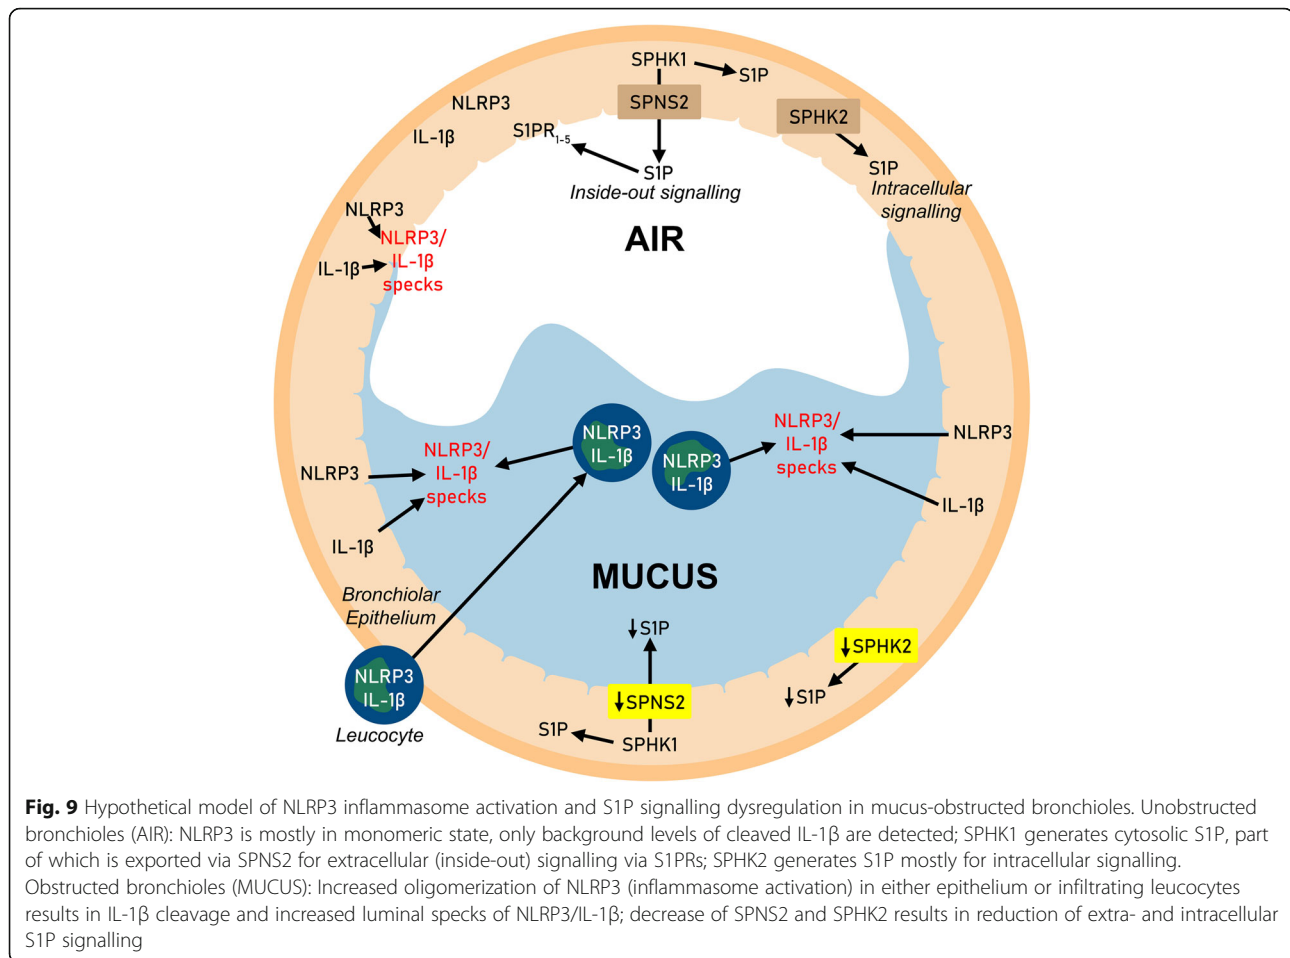 SPHK1
S1P
NLRP3
SPNS2
SPHK2
IL-1β
S1PR1-5
S1P
Inside-out signalling
S1P
Intracellular
signalling
AIR
NLRP3
IL-1β
NLRP3/
IL-1β
specks
NLRP3
IL-1β
NLRP3/
IL-1β
specks
NLRP3
IL-1β
NLRP3
IL-1β
NLRP3/
IL-1β
specks
NLRP3
IL-1β
MUCUS
Bronchiolar
Epithelium
NLRP3
IL-1β
Leucocyte
↓S1P
↓SPNS2
S1P
SPHK1
↓SPHK2
↓S1P
Fig. 9 Hypothetical model of NLRP3 inflammasome activation and S1P signalling dysregulation in mucus-obstructed bronchioles. Unobstructed
bronchioles (AIR): NLRP3 is mostly in monomeric state, only background levels of cleaved IL-1β are detected; SPHK1 generates cytosolic S1P, part
of which is exported via SPNS2 for extracellular (inside-out) signalling via S1PRs; SPHK2 generates S1P mostly for intracellular signalling.
Obstructed bronchioles (MUCUS): Increased oligomerization of NLRP3 (inflammasome activation) in either epithelium or infiltrating leucocytes
results in IL-1β cleavage and increased luminal specks of NLRP3/IL-1β; decrease of SPNS2 and SPHK2 results in reduction of extra- and intracellular
S1P signalling